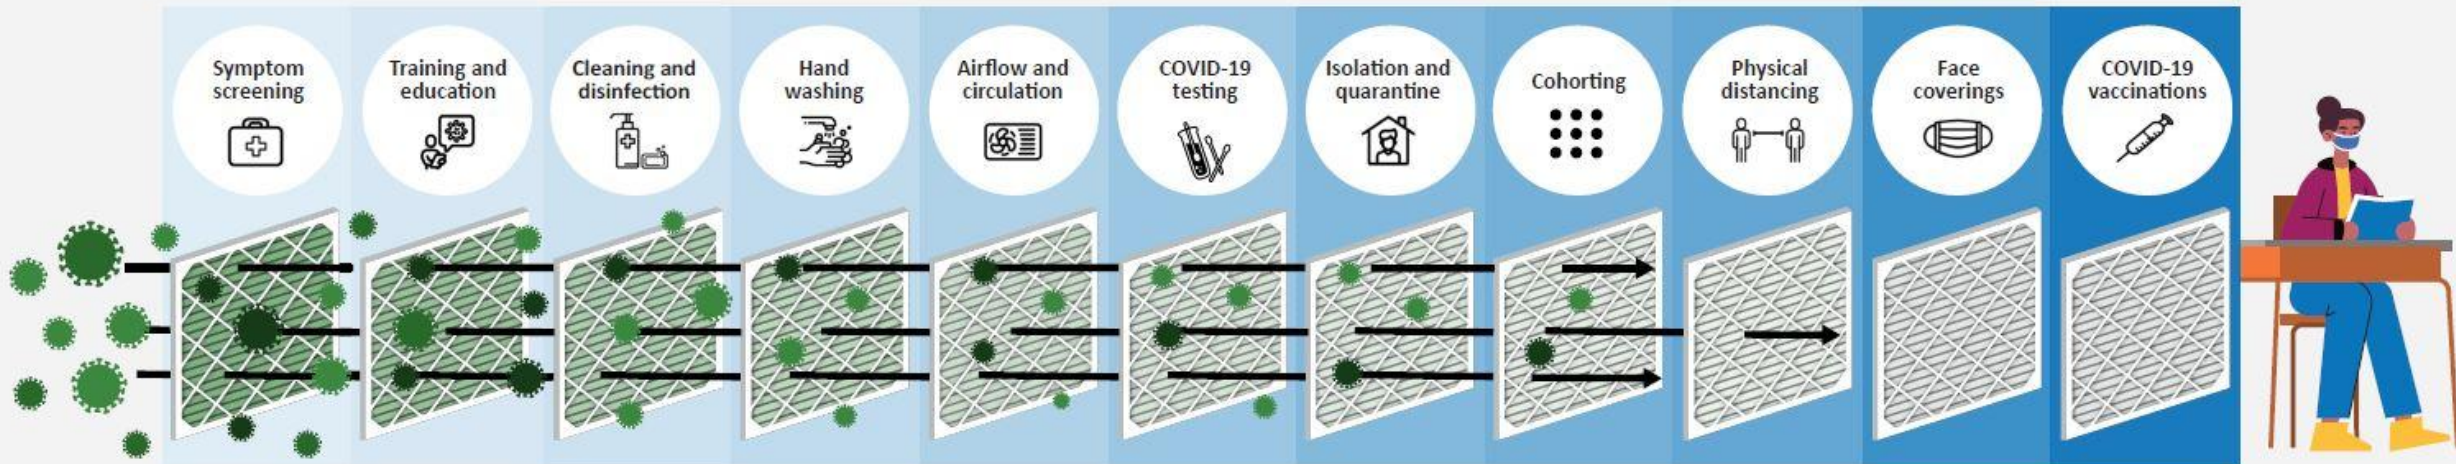 Symptom
screening
Training and
education
Cleaning and
disinfection
Hand
washing
Airflow and
circulation
COVID-19
testing
Isolation and
quarantine
Cohorting
Physical
distancing
Face
coverings
COVID-19
vaccinations